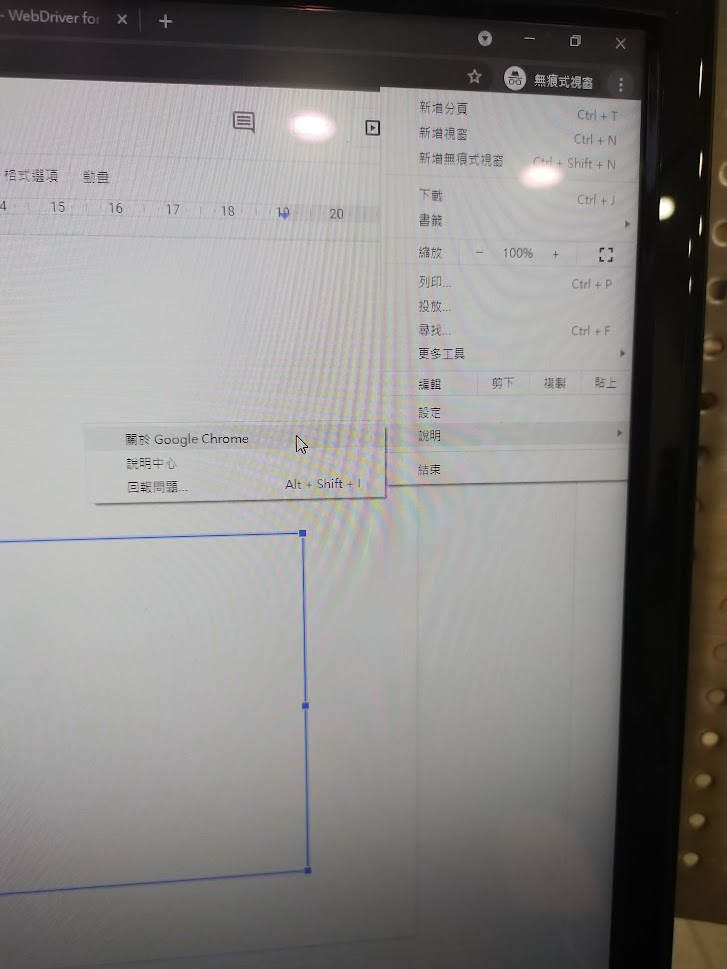 - WebDriver for
無痕式視窗
格式選項 動畫
4 15 16 17 18 19 20
新增分頁 Ctrl + T
新增視窗 Ctrl + N
新增無痕式視窗 Ctrl + Shift + N
下載 Ctrl + J
書籤
縮放 − 100% +
列印... Ctrl + P
投放...
尋找... Ctrl + F
更多工具
編輯 剪下 複製 貼上
設定
說明
結束
關於 Google Chrome
說明中心
回報問題... Alt + Shift + I